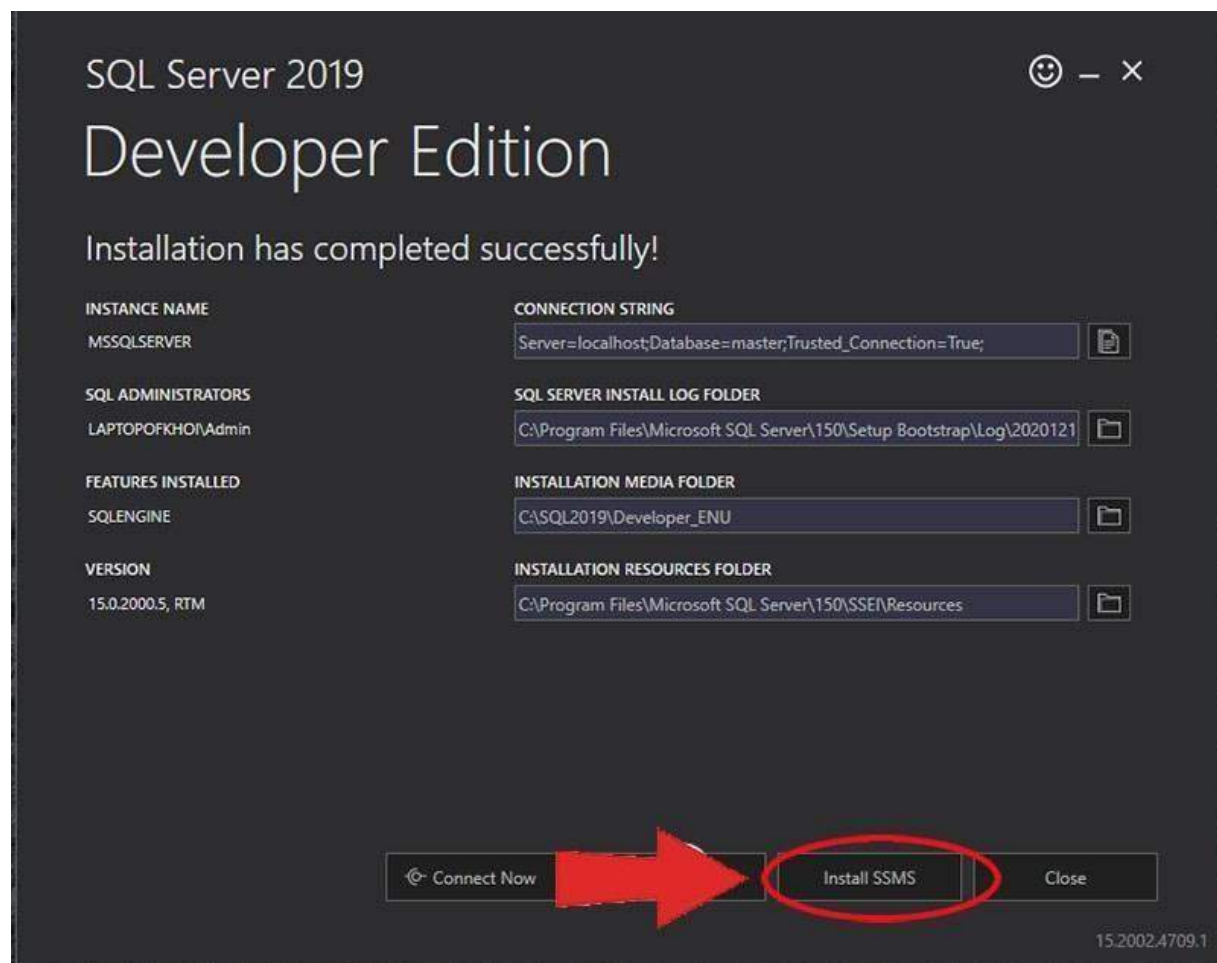 SQL Server 2019
Developer Edition
Installation has completed successfully!
INSTANCE NAME
MSSQLSERVER
CONNECTION STRING
Server=localhost;Database=master;Trusted_Connection=True;
SQL ADMINISTRATORS
LAPTOPOFKHOI\Admin
SQL SERVER INSTALL LOG FOLDER
C:\Program Files\Microsoft SQL Server\150\Setup Bootstrap\Log\2020121
FEATURES INSTALLED
SQLENGINE
INSTALLATION MEDIA FOLDER
C:\SQL2019\Developer_ENU
VERSION
15.0.2000.5, RTM
INSTALLATION RESOURCES FOLDER
C:\Program Files\Microsoft SQL Server\150\SSEI\Resources
Connect Now
Install SSMS
Close
15.2002.4709.1